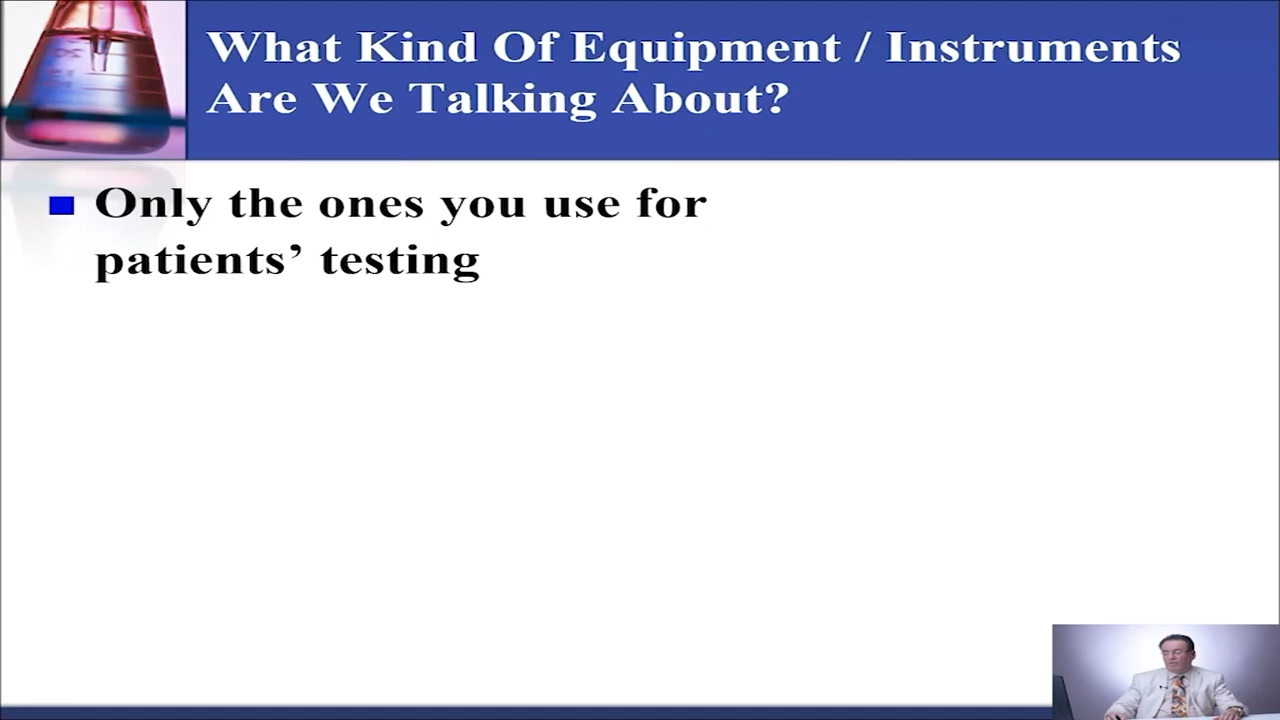 What Kind Of Equipment / Instruments
Are We Talking About?
Only the ones you use for
patients’ testing